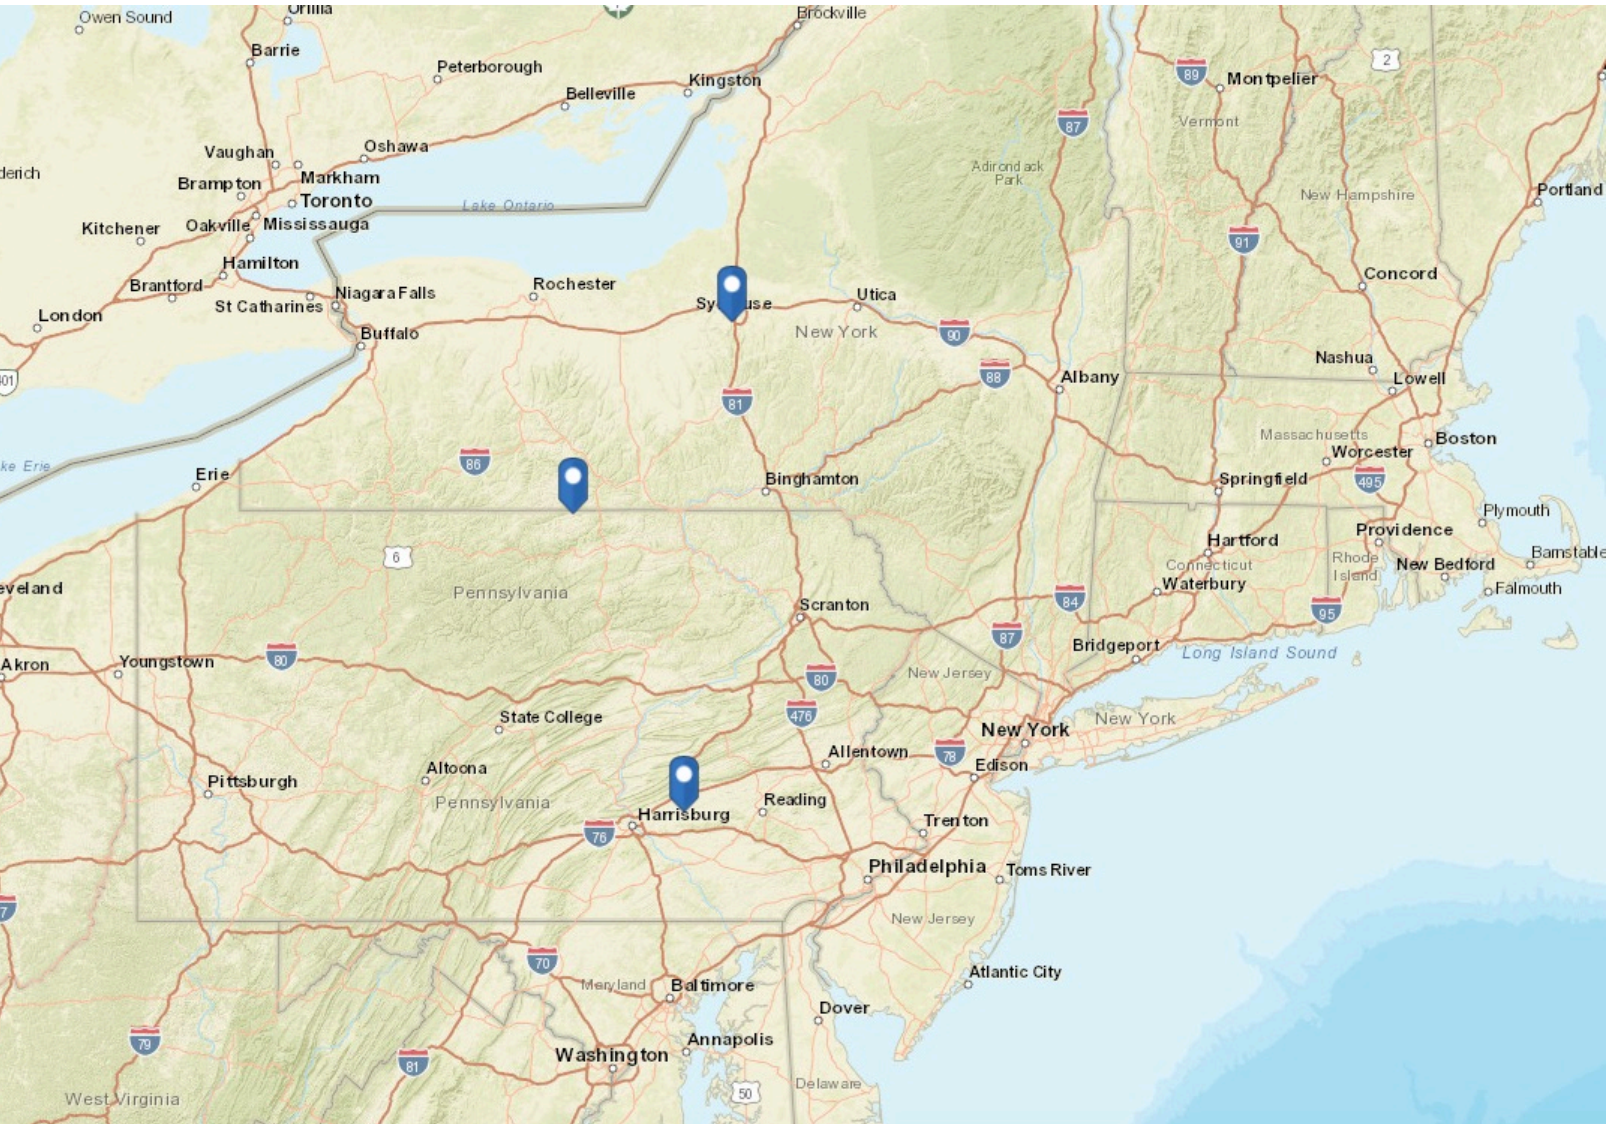 Owen Sound
Orillia
Brockville
Barrie
Peterborough
Kingston
Belleville
89
Montpelier
2
Vermont
87
Vaughan
Oshawa
Adirondack
Park
derich
Brampton
Markham
Toronto
Lake Ontario
New Hampshire
Portland
Kitchener
Oakville
Mississauga
91
Hamilton
Concord
Brantford
Niagara Falls
Rochester
St Catharines
Utica
London
Buffalo
New York
90
401
88
Albany
Nashua
Lowell
81
Massachusetts
Boston
Worcester
ke Erie
Erie
86
Binghamton
Springfield
495
Plymouth
Providence
6
Hartford
Connecticut
Rhode
Island
New Bedford
Barnstable
eveland
Pennsylvania
Waterbury
Falmouth
Scranton
84
95
87
Bridgeport
Long Island Sound
Akron
Youngstown
80
80
New Jersey
State College
476
New York
New York
Allentown
78
Edison
Altoona
Pittsburgh
Pennsylvania
Reading
Harrisburg
76
Trenton
Philadelphia
Toms River
7
New Jersey
70
Maryland
Baltimore
Atlantic City
Dover
79
Annapolis
Washington
81
Delaware
50
West Virginia